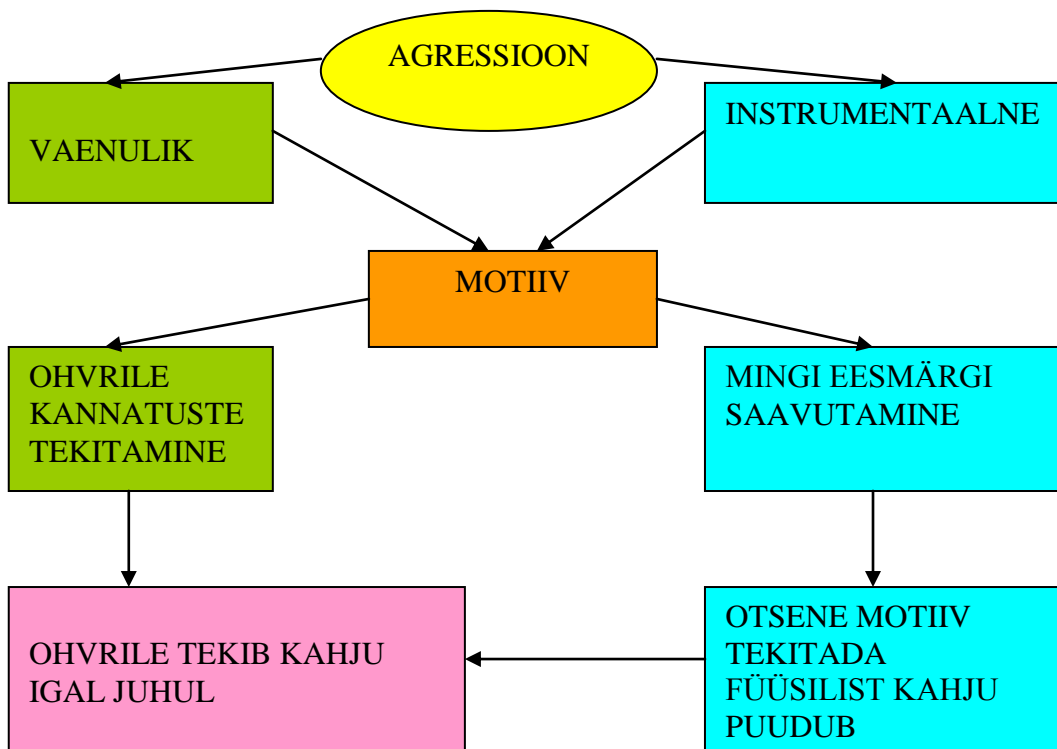 AGRESSIOON
VAENULIK
INSTRUMENTAALNE
MOTIIV
OHVRILE
KANNATUSTE
TEKITAMINE
MINGI EESMÄRGI
SAAVUTAMINE
OHVRILE TEKIB KAHJU
IGAL JUHUL
OTSENE MOTIIV
TEKITADA
FÜÜSILIST KAHJU
PUUDUB